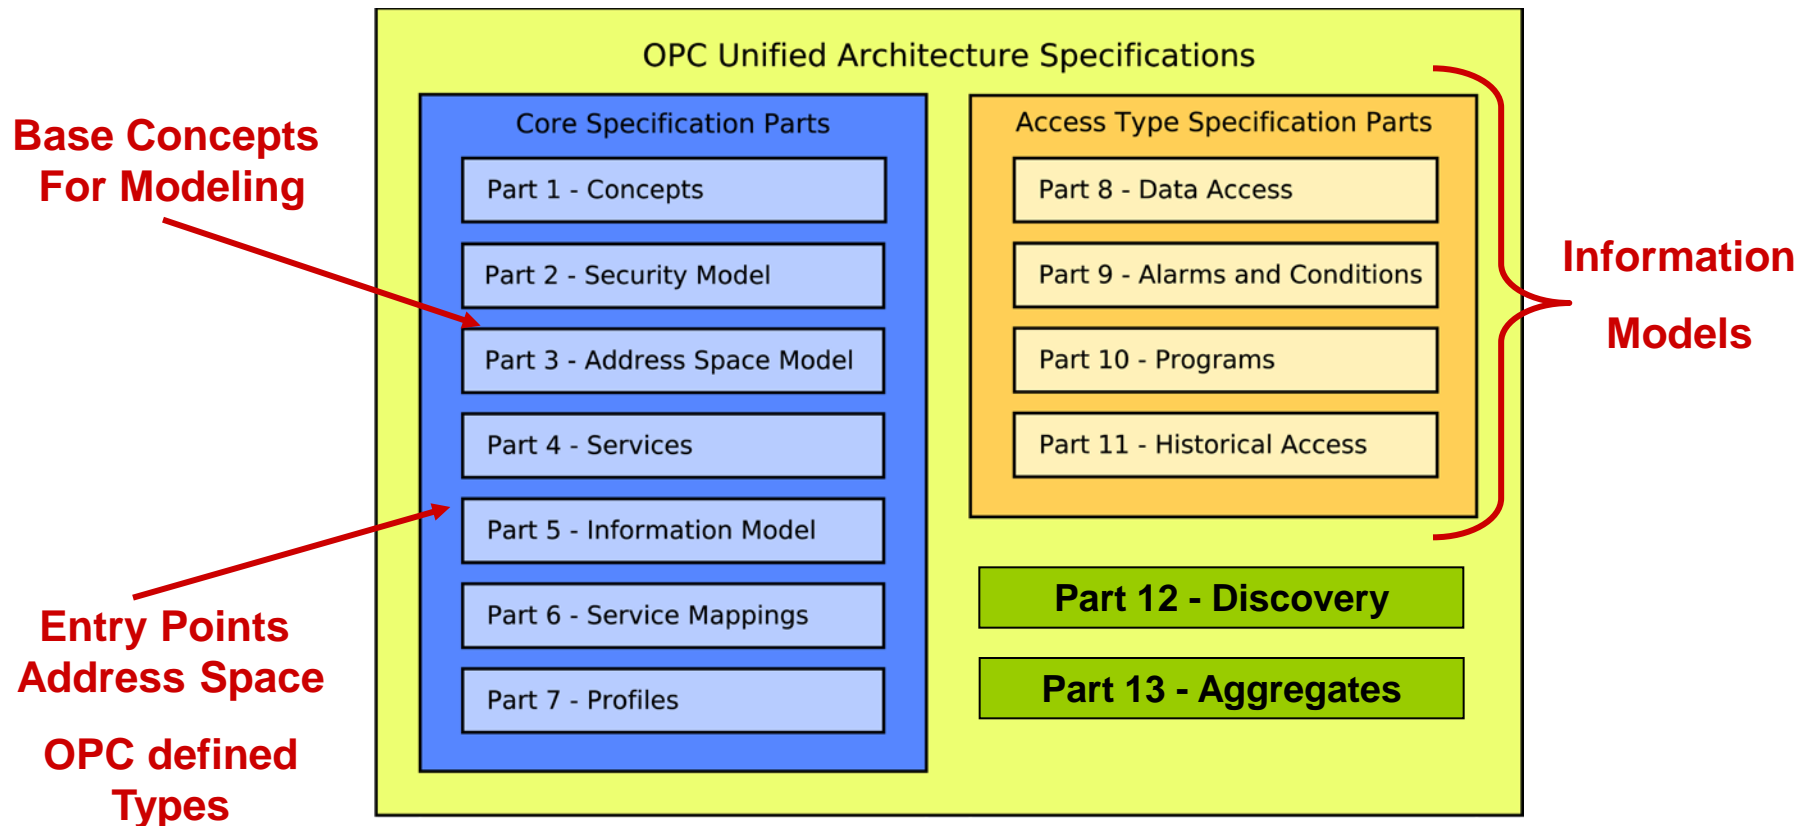 OPC Unified Architecture Specifications
Base Concepts
For Modeling
Entry Points
Address Space
OPC defined
Types
Core Specification Parts
Part 1 - Concepts
Part 2 - Security Model
Part 3 - Address Space Model
Part 4 - Services
Part 5 - Information Model
Part 6 - Service Mappings
Part 7 - Profiles
Access Type Specification Parts
Part 8 - Data Access
Part 9 - Alarms and Conditions
Part 10 - Programs
Part 11 - Historical Access
Part 12 - Discovery
Part 13 - Aggregates
Information
Models